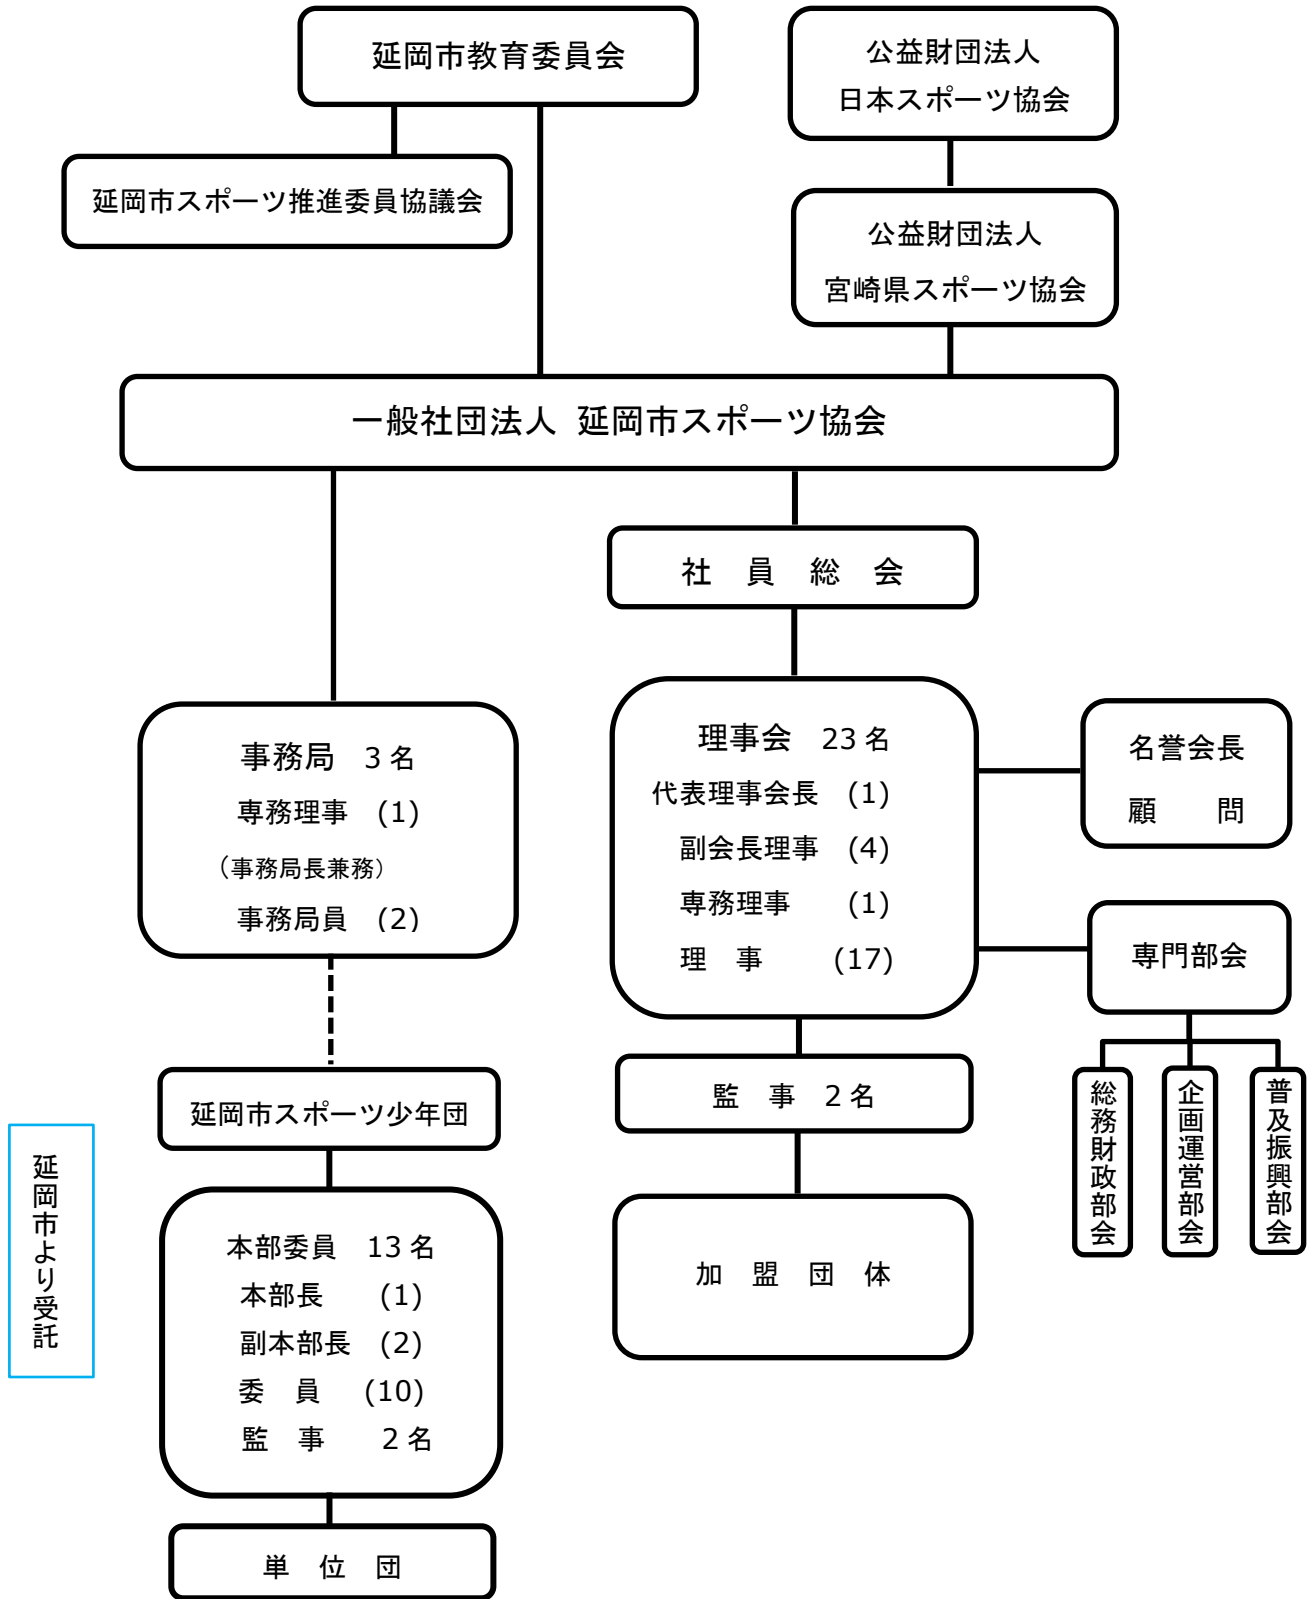 延岡市教育委員会
公益財団法人
日本スポーツ協会
延岡市スポーツ推進委員協議会
公益財団法人
宮崎県スポーツ協会
一般社団法人 延岡市スポーツ協会
社 員 総 会
事務局 3名
専務理事 (1)
（事務局長兼務）
事務局員 (2)
理事会 23名
代表理事会長 (1)
副会長理事 (4)
専務理事 (1)
理 事 (17)
名誉会長
顧 問
専門部会
総務財政部会
企画運営部会
普及振興部会
監 事 2名
加 盟 団 体
延岡市スポーツ少年団
延岡市より受託
本部委員 13名
本部長 (1)
副本部長 (2)
委 員 (10)
監 事 2名
単 位 団